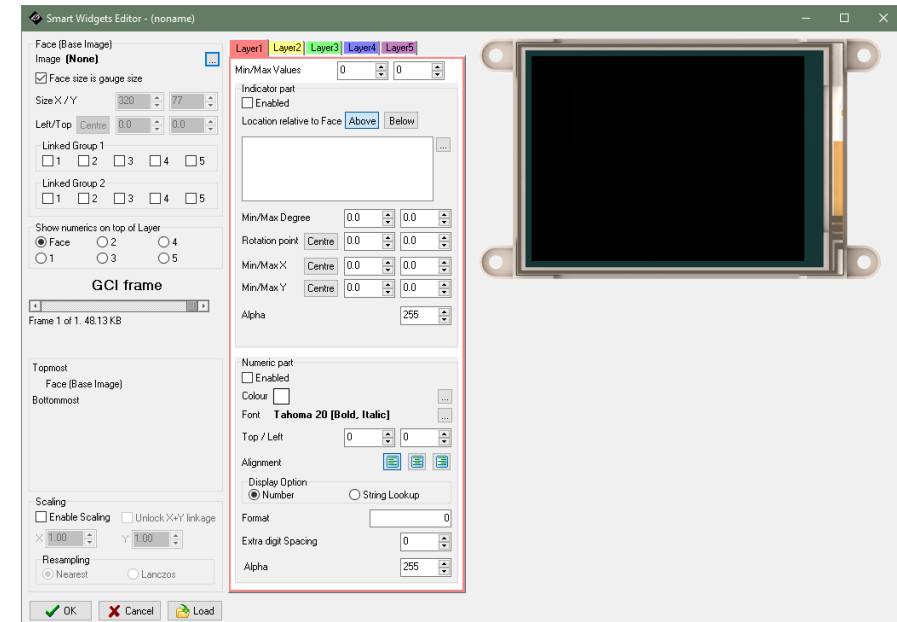 Smart Widgets Editor - (noname)
Face (Base Image)
Image (None)
...
Face size is gauge size
Size X / Y 320 77
Left/Top Centre 0.0 0.0
Linked Group 1
1 2 3 4 5
Linked Group 2
1 2 3 4 5
Show numerics on top of Layer
Face 2 4
1 3 5
GCI frame
Frame 1 of 1. 48.13 KB
Topmost
Face (Base Image)
Bottommost
Scaling
Enable Scaling Unlock X+Y linkage
X 1.00 Y 1.00
Resampling
Nearest Lanczos
OK Cancel Load
Layer1 Layer2 Layer3 Layer4 Layer5
Min/Max Values 0 0
Indicator part
Enabled
Location relative to Face Above Below
...
Min/Max Degree 0.0 0.0
Rotation point Centre 0.0 0.0
Min/Max X Centre 0.0 0.0
Min/Max Y Centre 0.0 0.0
Alpha 255
Numeric part
Enabled
Colour ...
Font Tahoma 20 [Bold, Italic] ...
Top / Left 0 0
Alignment
Display Option
Number String Lookup
Format 0
Extra digit Spacing 0
Alpha 255